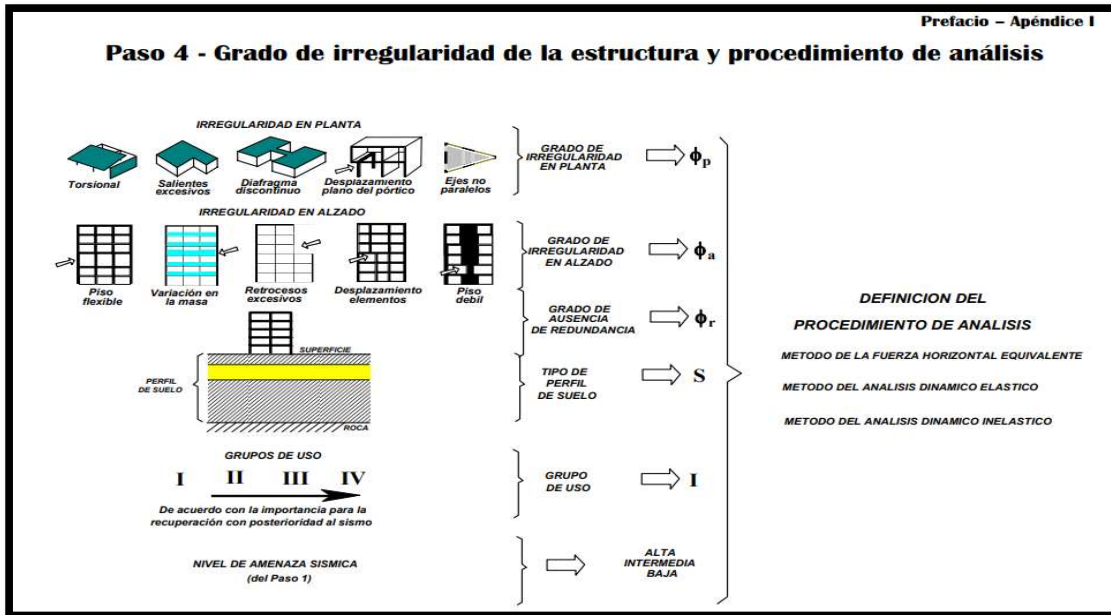 Prefacio – Apéndice I
Paso 4 - Grado de irregularidad de la estructura y procedimiento de análisis
IRREGULARIDAD EN PLANTA
Torsional
Salientes
excesivos
Diafragma
discontinuo
Desplazamiento
plano del pórtico
Ejes no
paralelos
GRADO DE
IRREGULARIDAD
EN PLANTA
ϕp
IRREGULARIDAD EN ALZADO
Piso
flexible
Variación en
la masa
Retrocesos
excesivos
Desplazamiento
elementos
Piso
debil
GRADO DE
IRREGULARIDAD
EN ALZADO
ϕa
GRADO DE
AUSENCIA
DE REDUNDANCIA
ϕr
SUPERFICIE
PERFIL
DE SUELO
ROCA
TIPO DE
PERFIL
DE SUELO
S
GRUPOS DE USO
I II III IV
De acuerdo con la importancia para la
recuperación con posterioridad al sismo
GRUPO
DE USO
I
NIVEL DE AMENAZA SISMICA
(del Paso 1)
ALTA
INTERMEDIA
BAJA
DEFINICION DEL
PROCEDIMIENTO DE ANALISIS
METODO DE LA FUERZA HORIZONTAL EQUIVALENTE
METODO DEL ANALISIS DINAMICO ELASTICO
METODO DEL ANALISIS DINAMICO INELASTICO